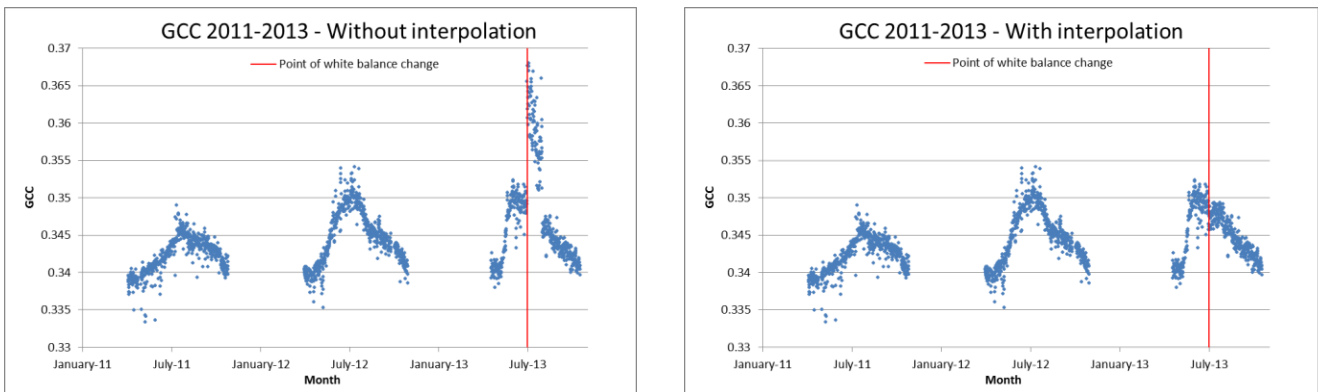 GCC 2011-2013 - Without interpolation
0.37
Point of white balance change
0.365
0.36
0.355
GCC
0.35
0.345
0.34
0.335
0.33
January-11
July-11
January-12
July-12
January-13
July-13
Month
GCC 2011-2013 - With interpolation
0.37
Point of white balance change
0.365
0.36
0.355
GCC
0.35
0.345
0.34
0.335
0.33
January-11
July-11
January-12
July-12
January-13
July-13
Month